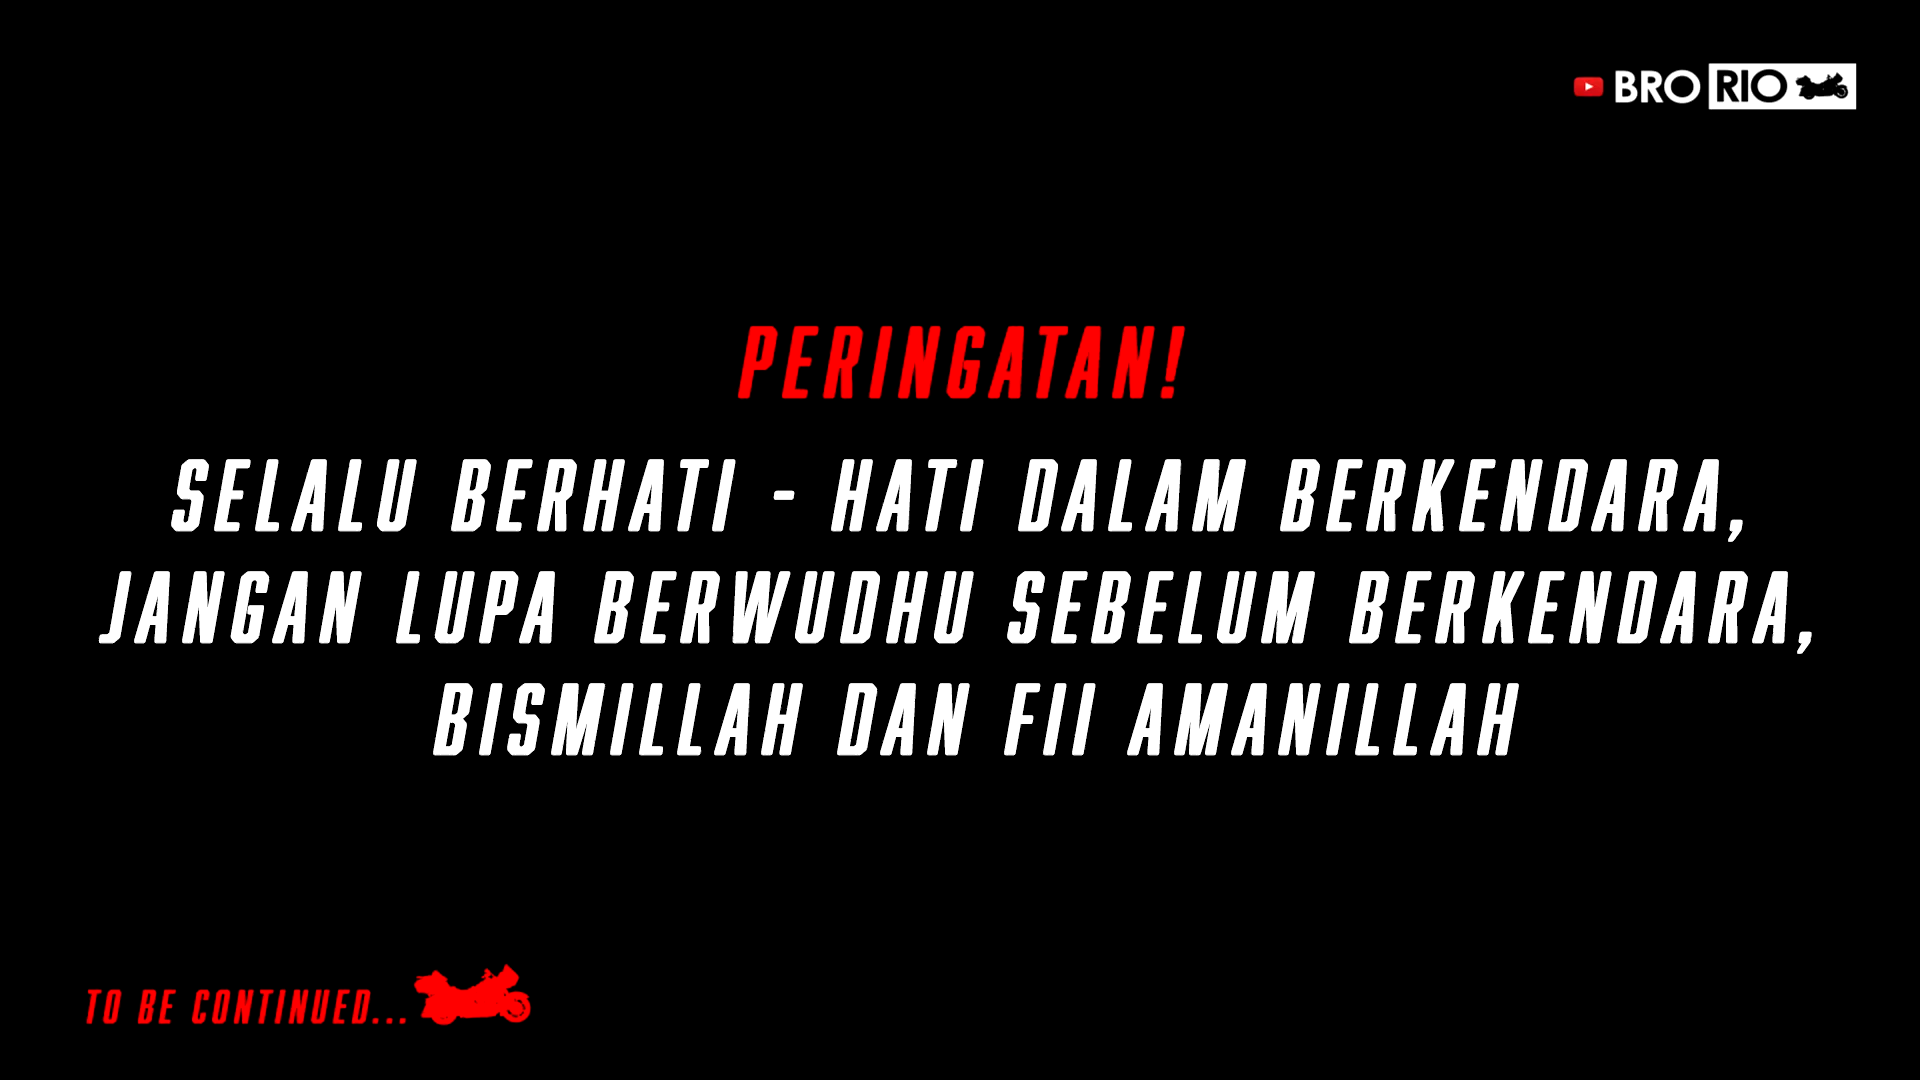 BRO RIO
PERINGATAN!
SELALU BERHATI - HATI DALAM BERKENDARA,
JANGAN LUPA BERWUDHU SEBELUM BERKENDARA,
BISMILLAH DAN FII AMANILLAH
TO BE CONTINUED...